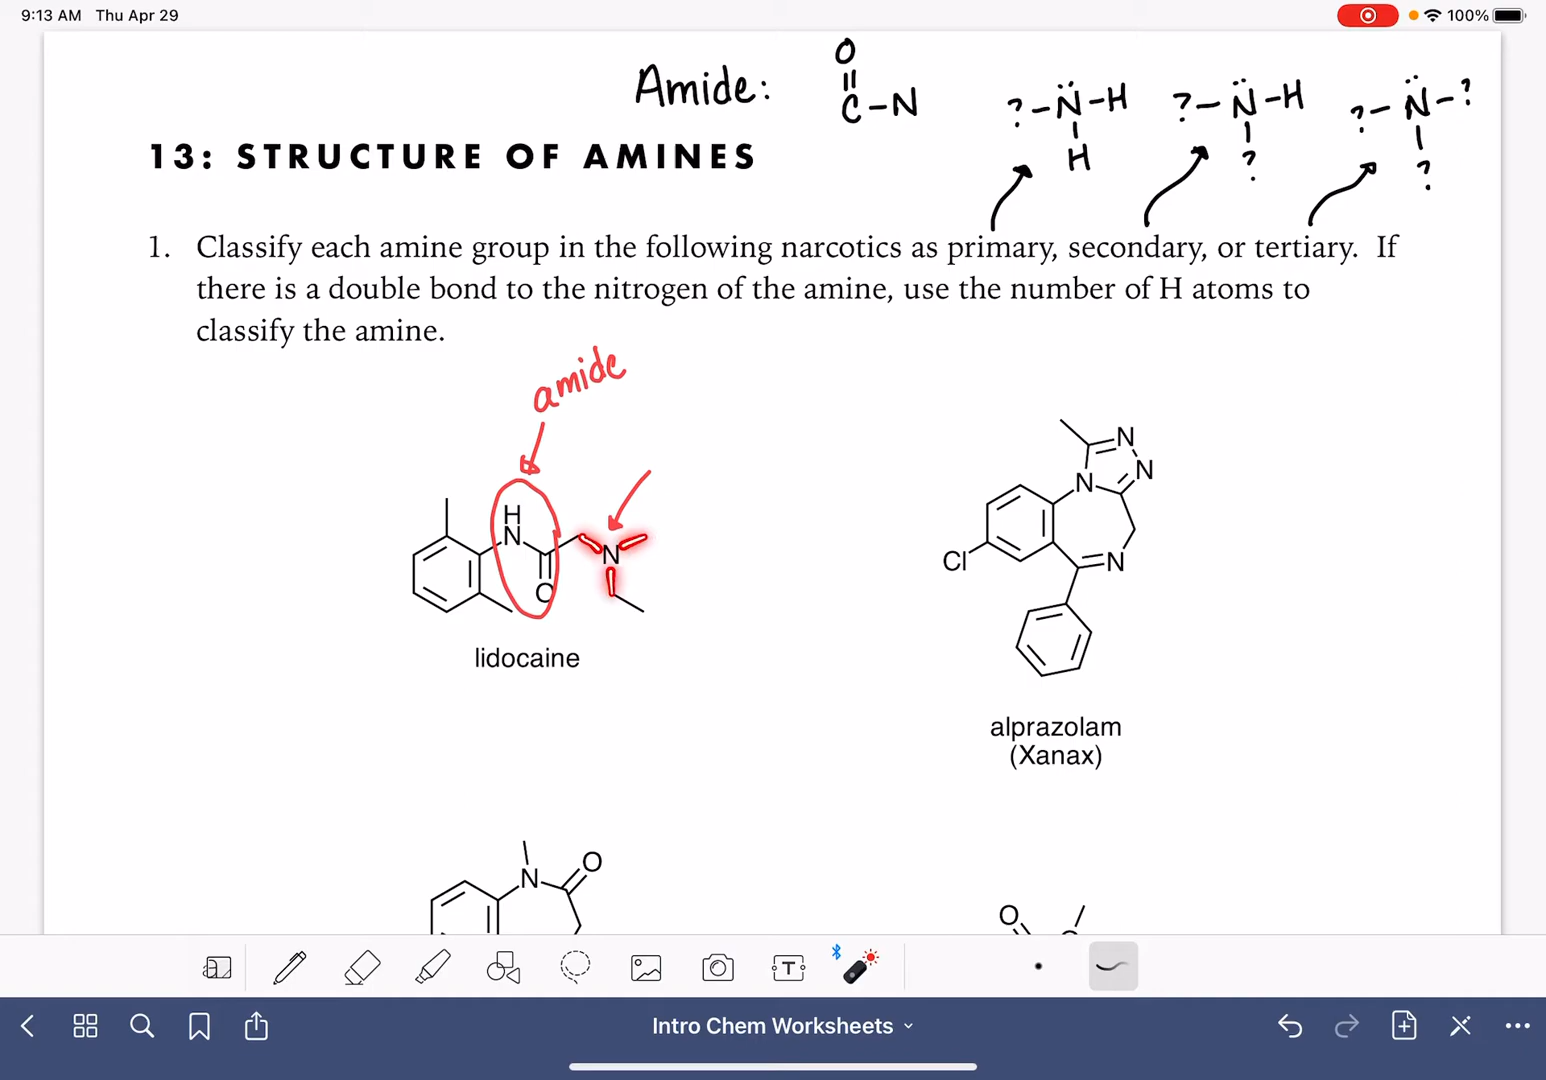 9:13 AM Thu Apr 29
100%
Amide:
O
C-N
?-N-H
H
?-N-H
?
?-N-?
?
13: STRUCTURE OF AMINES
1. Classify each amine group in the following narcotics as primary, secondary, or tertiary. If
there is a double bond to the nitrogen of the amine, use the number of H atoms to
classify the amine.
amide
H
N
O
N
lidocaine
N
N
N
Cl
N
alprazolam
(Xanax)
N
O
O
T
Intro Chem Worksheets